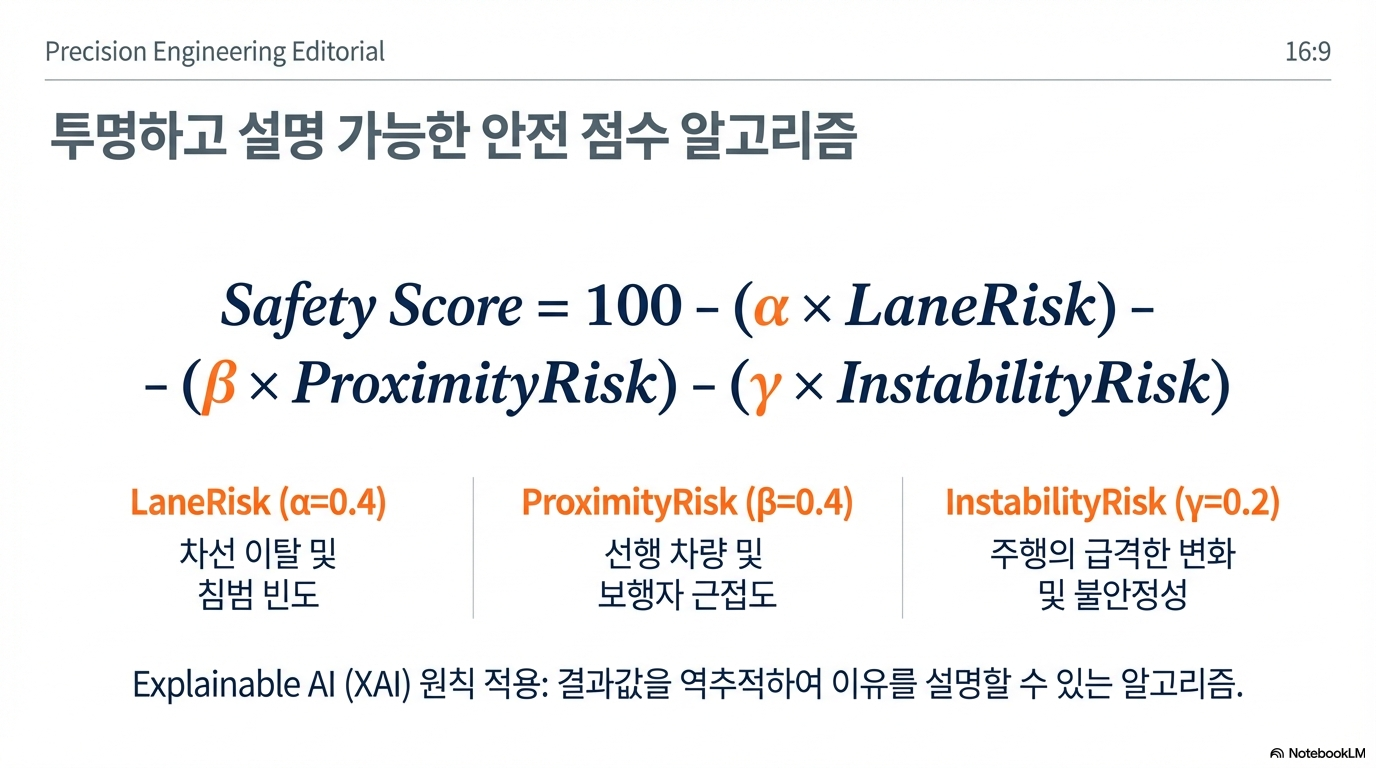 Precision Engineering Editorial
16:9
투명하고 설명 가능한 안전 점수 알고리즘
Safety Score = 100 – (α × LaneRisk) –
– (β × ProximityRisk) – (γ × InstabilityRisk)
LaneRisk (α=0.4)
차선 이탈 및
침범 빈도
ProximityRisk (β=0.4)
선행 차량 및
보행자 근접도
InstabilityRisk (γ=0.2)
주행의 급격한 변화
및 불안정성
Explainable AI (XAI) 원칙 적용: 결과값을 역추적하여 이유를 설명할 수 있는 알고리즘.
NotebookLM